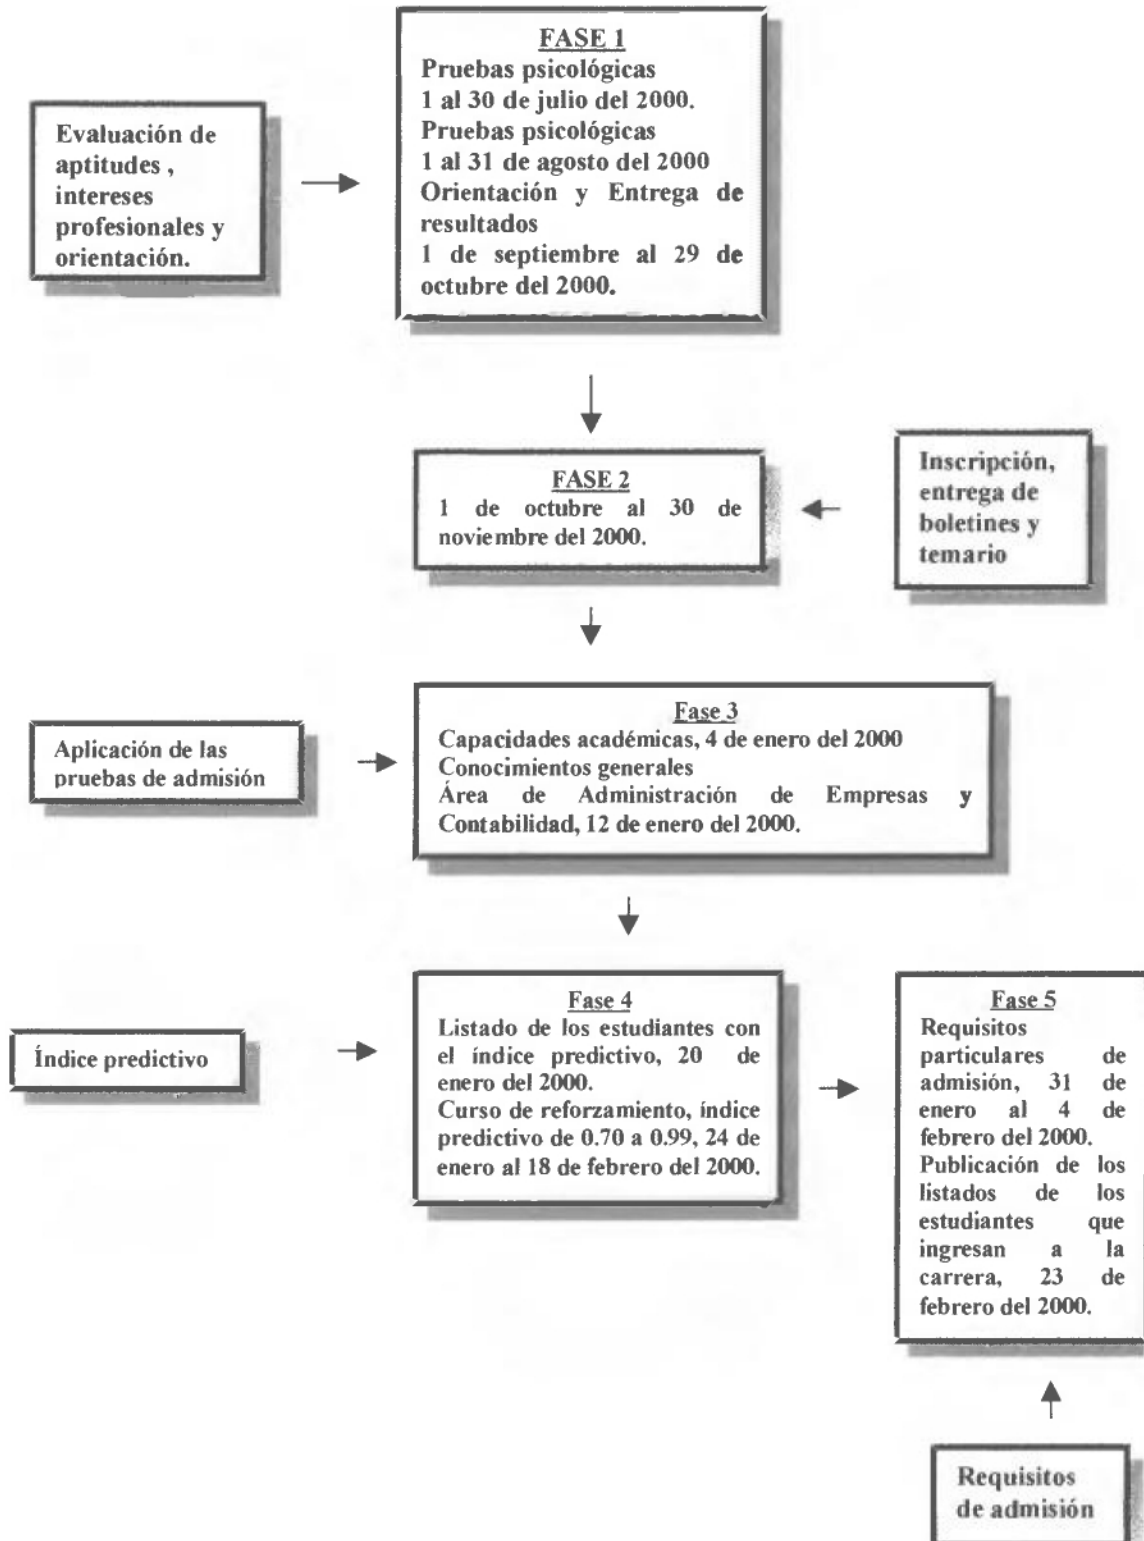 FASE 1
Pruebas psicológicas
1 al 30 de julio del 2000.
Pruebas psicológicas
1 al 31 de agosto del 2000
Orientación y Entrega de
resultados
1 de septiembre al 29 de
octubre del 2000.
Evaluación de
aptitudes ,
intereses
profesionales y
orientación.
FASE 2
1 de octubre al 30 de
noviembre del 2000.
Inscripción,
entrega de
boletines y
temario
Fase 3
Capacidades académicas, 4 de enero del 2000
Conocimientos generales
Área de Administración de Empresas y
Contabilidad, 12 de enero del 2000.
Aplicación de las
pruebas de admisión
Fase 4
Listado de los estudiantes con
el índice predictivo, 20 de
enero del 2000.
Curso de reforzamiento, índice
predictivo de 0.70 a 0.99, 24 de
enero al 18 de febrero del 2000.
Índice predictivo
Fase 5
Requisitos
particulares de
admisión, 31 de
enero al 4 de
febrero del 2000.
Publicación de los
listados de los
estudiantes que
ingresan a la
carrera, 23 de
febrero del 2000.
Requisitos
de admisión